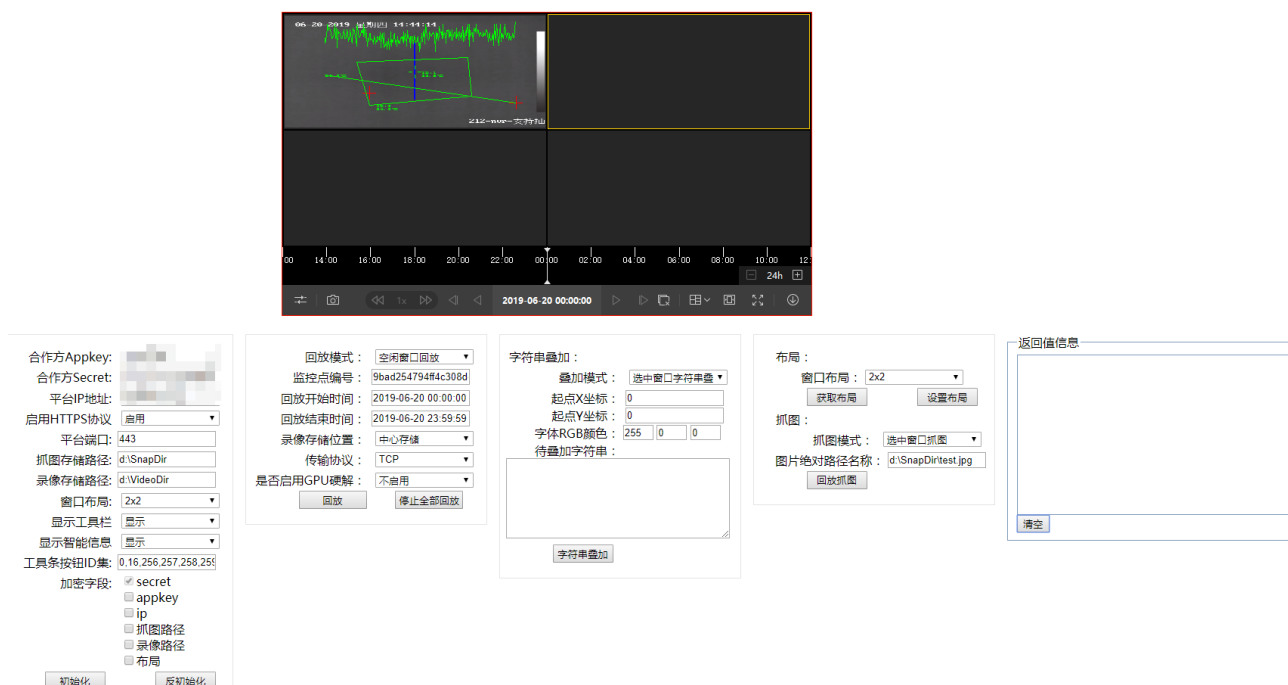 06-20-2019 星期四 14:44:14
212-nvr-支持抽
00 14:00 16:00 18:00 20:00 22:00 00:00 02:00 04:00 06:00 08:00 10:00 12:
24h
1x 2019-06-20 00:00:00
合作方Appkey:
合作方Secret:
平台IP地址:
启用HTTPS协议 启用
平台端口: 443
抓图存储路径: d:\SnapDir
录像存储路径: d:\VideoDir
窗口布局: 2x2
显示工具栏 显示
显示智能信息 显示
工具条按钮ID集: 0,16,256,257,258,259
加密字段: secret
appkey
ip
抓图路径
录像路径
布局
初始化 反初始化
回放模式： 空闲窗口回放
监控点编号： 9bad254794ff4c308d
回放开始时间： 2019-06-20 00:00:00
回放结束时间： 2019-06-20 23:59:59
录像存储位置： 中心存储
传输协议： TCP
是否启用GPU硬解： 不启用
回放 停止全部回放
字符串叠加：
叠加模式： 选中窗口字符串叠
起点X坐标： 0
起点Y坐标： 0
字体RGB颜色： 255 0 0
待叠加字符串：
字符串叠加
布局：
窗口布局： 2x2
获取布局 设置布局
抓图：
抓图模式： 选中窗口抓图
图片绝对路径名称： d:\SnapDir\test.jpg
回放抓图
返回值信息
清空